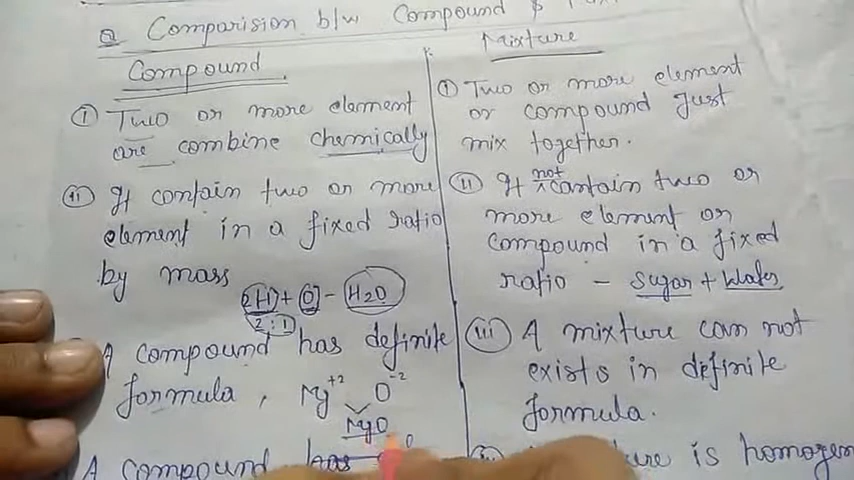 Q Comparision b/w Compound &
Compound
(i) Two or more element
are combine chemically
(ii) It contain two or more
element in a fixed ratio
by mass
2H + O - H2O
2:1
A compound has definite
formula, Mg+2 O-2
MgO
A compound has
Mixture
(i) Two or more element
or compound Just
mix together.
(ii) It not contain two or
more element or
compound in a fixed
ratio - Sugar + Water
(iii) A mixture can not
exists in definite
formula.
is homogen